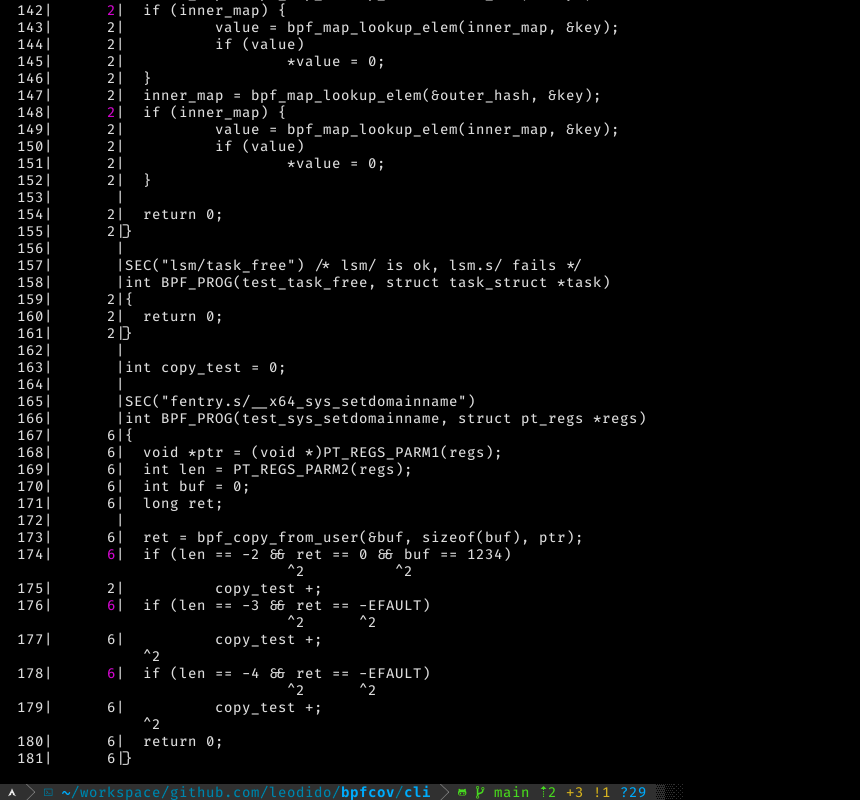 142|       2|  if (inner_map) {
143|       2|          value = bpf_map_lookup_elem(inner_map, &key);
144|       2|          if (value)
145|       2|                  *value = 0;
146|       2|  }
147|       2|  inner_map = bpf_map_lookup_elem(&outer_hash, &key);
148|       2|  if (inner_map) {
149|       2|          value = bpf_map_lookup_elem(inner_map, &key);
150|       2|          if (value)
151|       2|                  *value = 0;
152|       2|  }
153|        |
154|       2|  return 0;
155|       2|}
156|        |
157|        |SEC("lsm/task_free") /* lsm/ is ok, lsm.s/ fails */
158|        |int BPF_PROG(test_task_free, struct task_struct *task)
159|       2|{
160|       2|  return 0;
161|       2|}
162|        |
163|        |int copy_test = 0;
164|        |
165|        |SEC("fentry.s/__x64_sys_setdomainname")
166|        |int BPF_PROG(test_sys_setdomainname, struct pt_regs *regs)
167|       6|{
168|       6|  void *ptr = (void *)PT_REGS_PARM1(regs);
169|       6|  int len = PT_REGS_PARM2(regs);
170|       6|  int buf = 0;
171|       6|  long ret;
172|        |
173|       6|  ret = bpf_copy_from_user(&buf, sizeof(buf), ptr);
174|       6|  if (len == -2 && ret == 0 && buf == 1234)
                              ^2          ^2
175|       2|          copy_test +;
176|       6|  if (len == -3 && ret == -EFAULT)
                              ^2      ^2
177|       6|          copy_test +;
              ^2
178|       6|  if (len == -4 && ret == -EFAULT)
                              ^2      ^2
179|       6|          copy_test +;
              ^2
180|       6|  return 0;
181|       6|}
~/workspace/github.com/leodido/bpfcov/cli main ⇡2 +3 !1 ?29